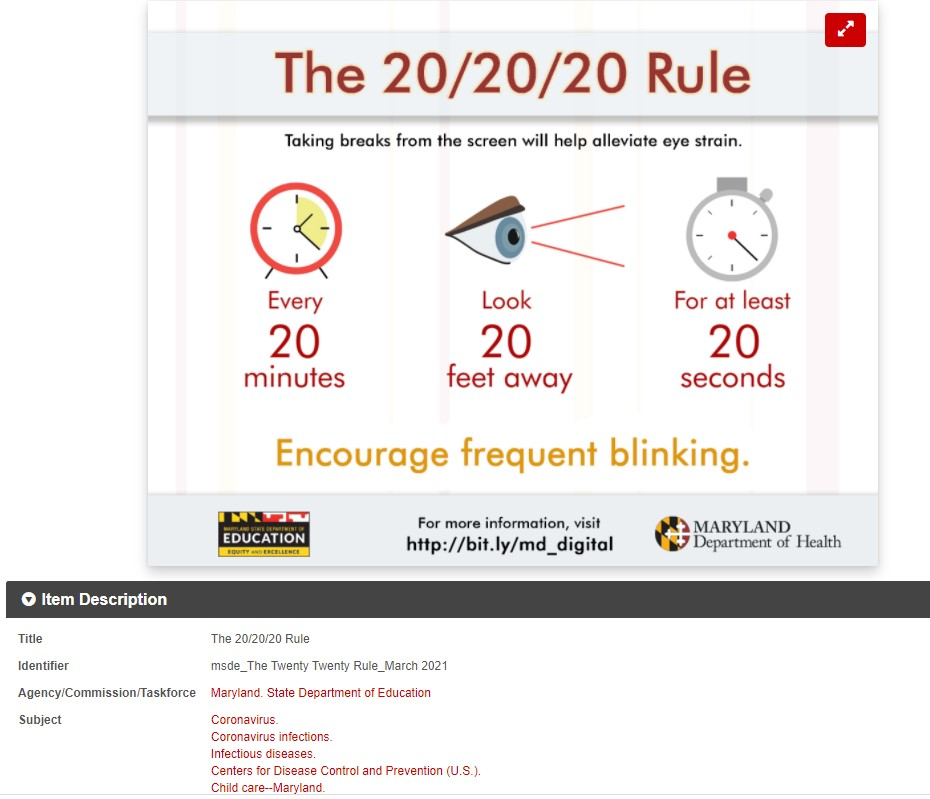 The 20/20/20 Rule
Taking breaks from the screen will help alleviate eye strain.
Every
20
minutes
Look
20
feet away
For at least
20
seconds
Encourage frequent blinking.
MARYLAND STATE DEPARTMENT OF
EDUCATION
EQUITY AND EXCELLENCE
For more information, visit
http://bit.ly/md_digital
MARYLAND
Department of Health
Item Description
Title The 20/20/20 Rule
Identifier msde_The Twenty Twenty Rule_March 2021
Agency/Commission/Taskforce Maryland. State Department of Education
Subject Coronavirus.
Coronavirus infections.
Infectious diseases.
Centers for Disease Control and Prevention (U.S.).
Child care--Maryland.